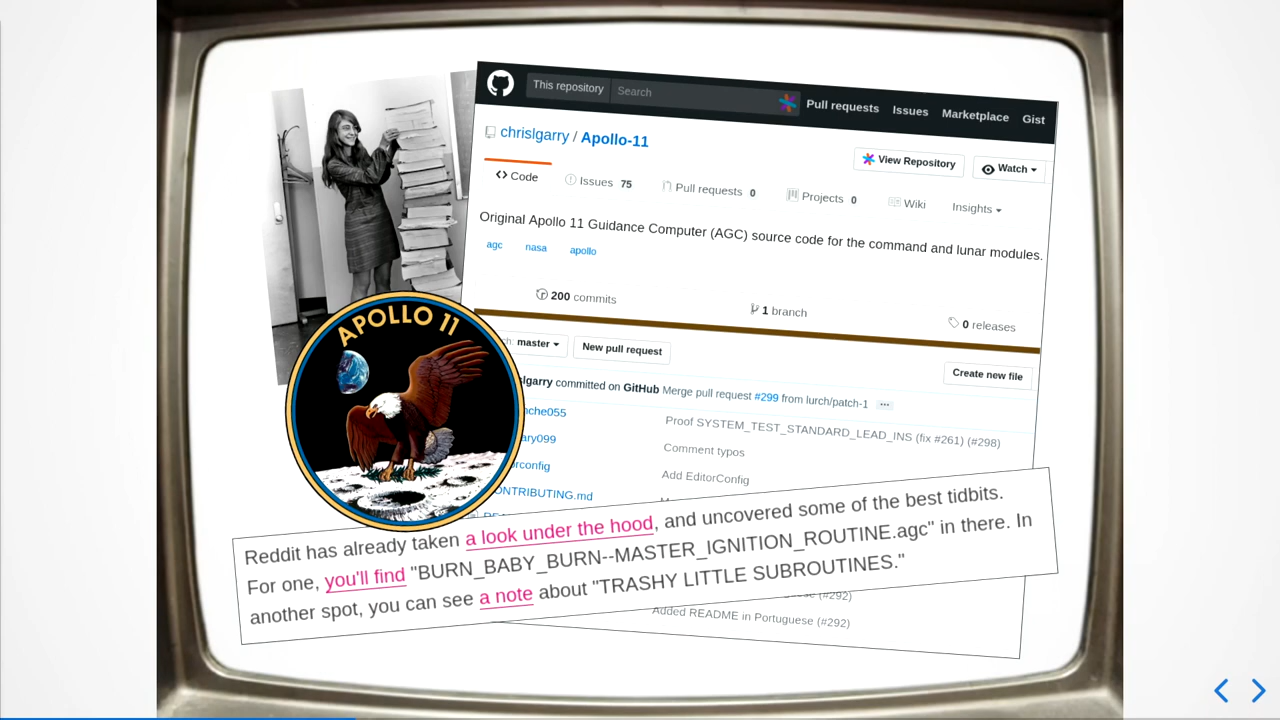 This repository
Search
Pull requests
Issues
Marketplace
Gist
chrislgarry / Apollo-11
View Repository
Watch
Code
Issues 75
Pull requests 0
Projects 0
Wiki
Insights
Original Apollo 11 Guidance Computer (AGC) source code for the command and lunar modules.
agc
nasa
apollo
200 commits
1 branch
0 releases
master
New pull request
Create new file
lgarry committed on GitHub Merge pull request #299 from lurch/patch-1
nche055
Proof SYSTEM_TEST_STANDARD_LEAD_INS (fix #261) (#298)
ary099
Comment typos
rconfig
Add EditorConfig
ONTRIBUTING.md
APOLLO 11
Reddit has already taken a look under the hood, and uncovered some of the best tidbits.
For one, you'll find "BURN_BABY_BURN--MASTER_IGNITION_ROUTINE.agc" in there. In
another spot, you can see a note about "TRASHY LITTLE SUBROUTINES."
(#292)
Added README in Portuguese (#292)